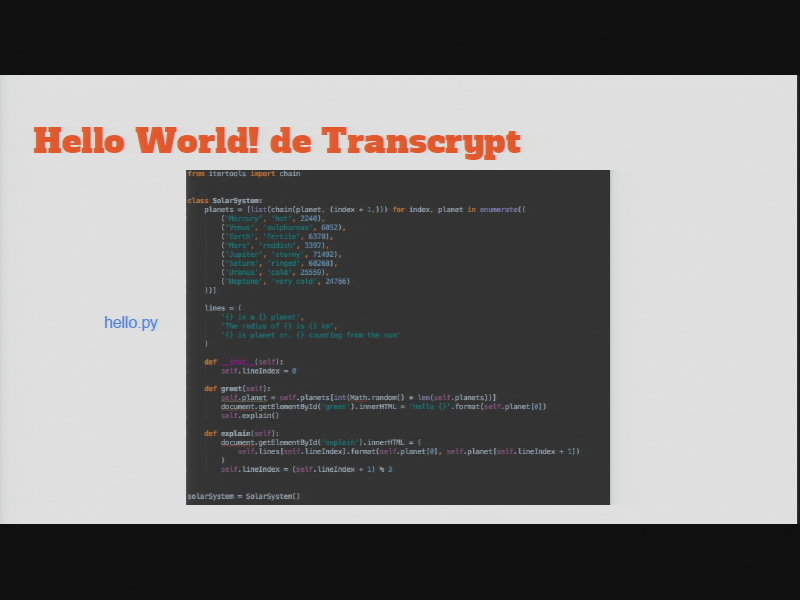 Hello World! de Transcrypt
from itertools import chain
class SolarSystem:
planets = [list(chain(planet, (index + 1,))) for index, planet in enumerate((
('Mercury', 'hot', 2240),
('Venus', 'sulphurous', 6052),
('Earth', 'fertile', 6378),
('Mars', 'reddish', 3397),
('Jupiter', 'stormy', 71492),
('Saturn', 'ringed', 60268),
('Uranus', 'cold', 25559),
('Neptune', 'very cold', 24766)
))]
lines = (
'{} is a {} planet',
'The radius of {} is {} km',
'{} is planet nr. {} counting from the sun'
)
hello.py
def __init__(self):
self.lineIndex = 0
def greet(self):
self.planet = self.planets[int(Math.random() * len(self.planets))]
document.getElementById('greet').innerHTML = 'Hello {}'.format(self.planet[0])
self.explain()
def explain(self):
document.getElementById('explain').innerHTML = (
self.lines[self.lineIndex].format(self.planet[0], self.planet[self.lineIndex + 1])
)
self.lineIndex = (self.lineIndex + 1) % 3
solarSystem = SolarSystem()